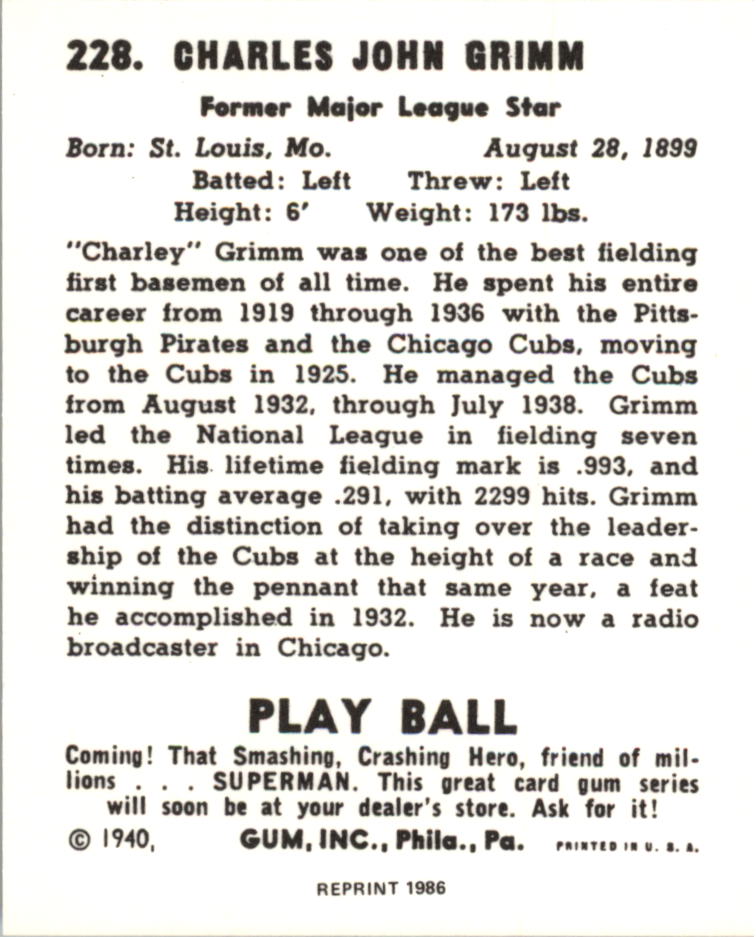 228. CHARLES JOHN GRIMM
Former Major League Star
Born: St. Louis, Mo. August 28, 1899
Batted: Left Threw: Left
Height: 6' Weight: 173 lbs.
"Charley" Grimm was one of the best fielding
first basemen of all time. He spent his entire
career from 1919 through 1936 with the Pitts-
burgh Pirates and the Chicago Cubs, moving
to the Cubs in 1925. He managed the Cubs
from August 1932, through July 1938. Grimm
led the National League in fielding seven
times. His lifetime fielding mark is .993, and
his batting average .291, with 2299 hits. Grimm
had the distinction of taking over the leader-
ship of the Cubs at the height of a race and
winning the pennant that same year, a feat
he accomplished in 1932. He is now a radio
broadcaster in Chicago.
PLAY BALL
Coming! That Smashing, Crashing Hero, friend of mil-
lions . . . SUPERMAN. This great card gum series
will soon be at your dealer's store. Ask for it!
© 1940, GUM, INC., Phila., Pa. PRINTED IN U. S. A.
REPRINT 1986